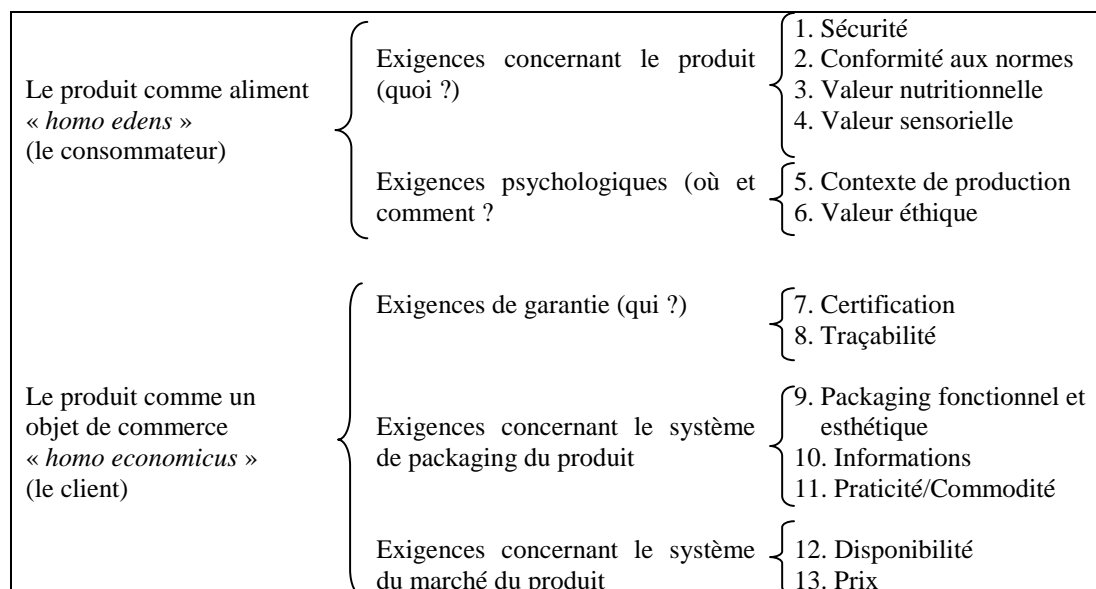 Le produit comme aliment
« homo edens »
(le consommateur)
Exigences concernant le produit
(quoi ?)
1. Sécurité
2. Conformité aux normes
3. Valeur nutritionnelle
4. Valeur sensorielle
Exigences psychologiques (où et
comment ?
5. Contexte de production
6. Valeur éthique
Le produit comme un
objet de commerce
« homo economicus »
(le client)
Exigences de garantie (qui ?)
7. Certification
8. Traçabilité
Exigences concernant le système
de packaging du produit
9. Packaging fonctionnel et
esthétique
10. Informations
11. Praticité/Commodité
Exigences concernant le système
du marché du produit
12. Disponibilité
13. Prix